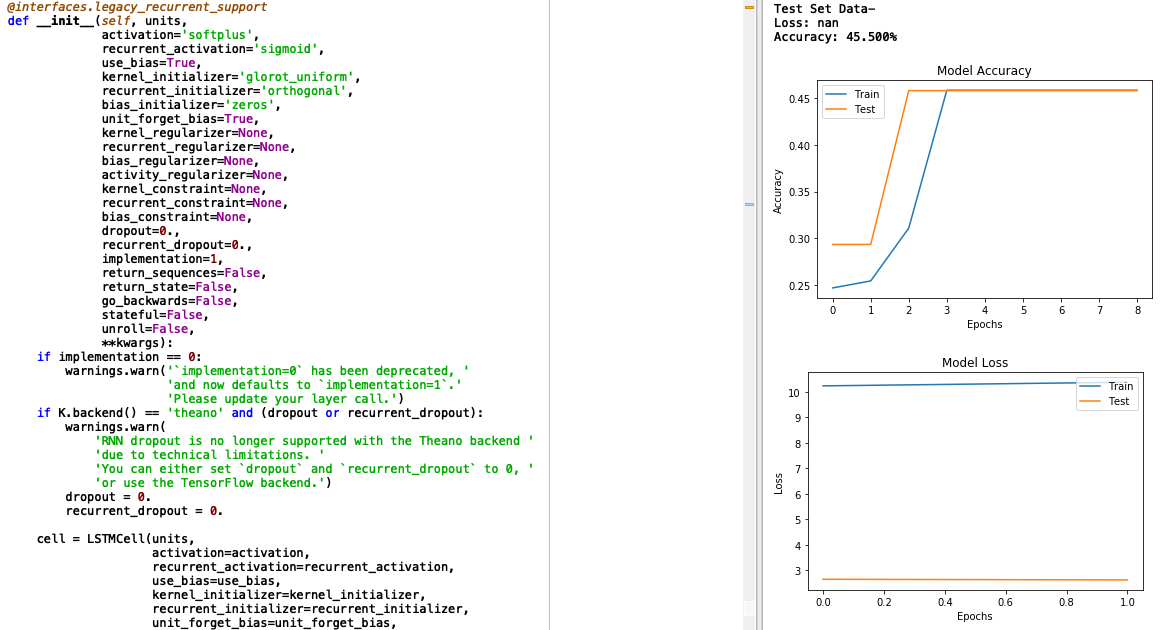 @interfaces.legacy_recurrent_support
def __init__(self, units,
             activation='softplus',
             recurrent_activation='sigmoid',
             use_bias=True,
             kernel_initializer='glorot_uniform',
             recurrent_initializer='orthogonal',
             bias_initializer='zeros',
             unit_forget_bias=True,
             kernel_regularizer=None,
             recurrent_regularizer=None,
             bias_regularizer=None,
             activity_regularizer=None,
             kernel_constraint=None,
             recurrent_constraint=None,
             bias_constraint=None,
             dropout=0.,
             recurrent_dropout=0.,
             implementation=1,
             return_sequences=False,
             return_state=False,
             go_backwards=False,
             stateful=False,
             unroll=False,
             **kwargs):
    if implementation == 0:
        warnings.warn('`implementation=0` has been deprecated, '
                      'and now defaults to `implementation=1`.'
                      'Please update your layer call.')
    if K.backend() == 'theano' and (dropout or recurrent_dropout):
        warnings.warn(
            'RNN dropout is no longer supported with the Theano backend '
            'due to technical limitations. '
            'You can either set `dropout` and `recurrent_dropout` to 0, '
            'or use the TensorFlow backend.')
        dropout = 0.
        recurrent_dropout = 0.
    cell = LSTMCell(units,
                    activation=activation,
                    recurrent_activation=recurrent_activation,
                    use_bias=use_bias,
                    kernel_initializer=kernel_initializer,
                    recurrent_initializer=recurrent_initializer,
                    unit_forget_bias=unit_forget_bias,
Test Set Data-
Loss: nan
Accuracy: 45.500%
Model Accuracy
Train
Test
0.45
0.40
0.35
0.30
0.25
Accuracy
0 1 2 3 4 5 6 7 8
Epochs
Model Loss
Train
Test
10
9
8
7
6
5
4
3
Loss
0.0 0.2 0.4 0.6 0.8 1.0
Epochs